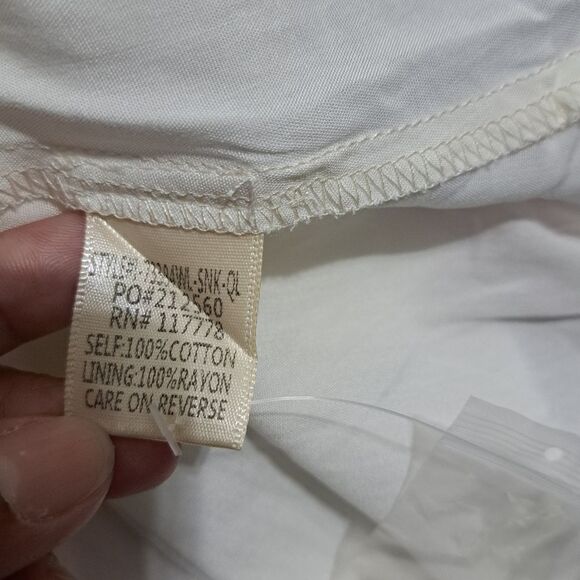 PO#212560
RN# 117778
SELF:100%COTTON
LINING:100%RAYON
CARE ON REVERSE